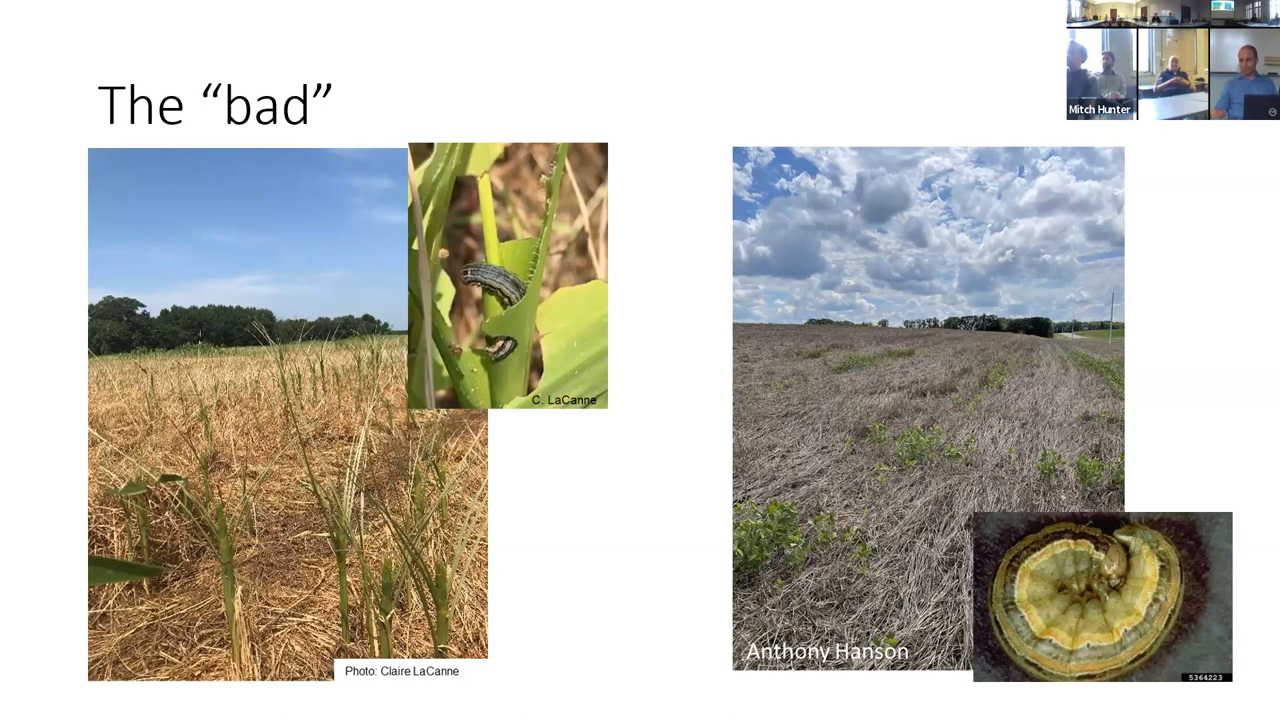 Mitch Hunter
The “bad”
C. LaCanne
Photo: Claire LaCanne
Anthony Hanson
5364223